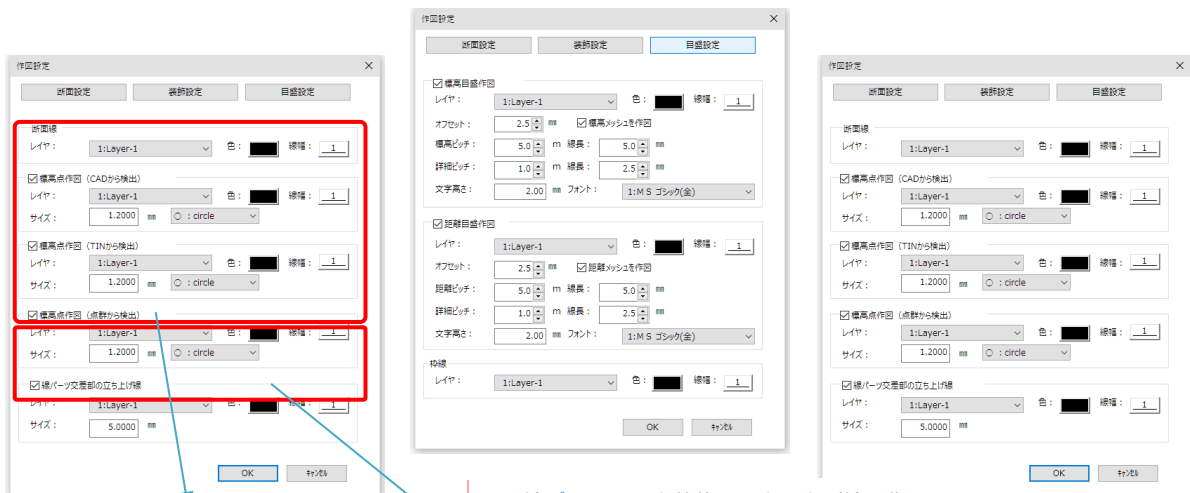 作図設定
断面設定 装飾設定 目盛設定
断面線
レイヤ： 1:Layer-1 色： 線幅： 1
標高点作図（CADから検出）
レイヤ： 1:Layer-1 色： 線幅： 1
サイズ： 1.2000 mm ○ : circle
標高点作図（TINから検出）
レイヤ： 1:Layer-1 色： 線幅： 1
サイズ： 1.2000 mm ○ : circle
標高点作図（点群から検出）
レイヤ： 1:Layer-1 色： 線幅： 1
サイズ： 1.2000 mm ○ : circle
線パーツ交差部の立ち上げ線
レイヤ： 1:Layer-1 色： 線幅： 1
サイズ： 5.0000 mm
OK ｷｬﾝｾﾙ
作図設定
断面設定 装飾設定 目盛設定
標高目盛作図
レイヤ： 1:Layer-1 色： 線幅： 1
オフセット： 2.5 mm 標高メッシュを作図
標高ピッチ： 5.0 m 線長： 5.0 mm
詳細ピッチ： 1.0 m 線長： 2.5 mm
文字高さ： 2.00 mm フォント： 1:ＭＳ ゴシック(金)
距離目盛作図
レイヤ： 1:Layer-1 色： 線幅： 1
オフセット： 2.5 mm 距離メッシュを作図
距離ピッチ： 5.0 m 線長： 5.0 mm
詳細ピッチ： 1.0 m 線長： 2.5 mm
文字高さ： 2.00 mm フォント： 1:ＭＳ ゴシック(金)
枠線
レイヤ： 1:Layer-1 色： 線幅： 1
OK ｷｬﾝｾﾙ
作図設定
断面設定 装飾設定 目盛設定
断面線
レイヤ： 1:Layer-1 色： 線幅： 1
標高点作図（CADから検出）
レイヤ： 1:Layer-1 色： 線幅： 1
サイズ： 1.2000 mm ○ : circle
標高点作図（TINから検出）
レイヤ： 1:Layer-1 色： 線幅： 1
サイズ： 1.2000 mm ○ : circle
標高点作図（点群から検出）
レイヤ： 1:Layer-1 色： 線幅： 1
サイズ： 1.2000 mm ○ : circle
線パーツ交差部の立ち上げ線
レイヤ： 1:Layer-1 色： 線幅： 1
サイズ： 5.0000 mm
OK ｷｬﾝｾﾙ